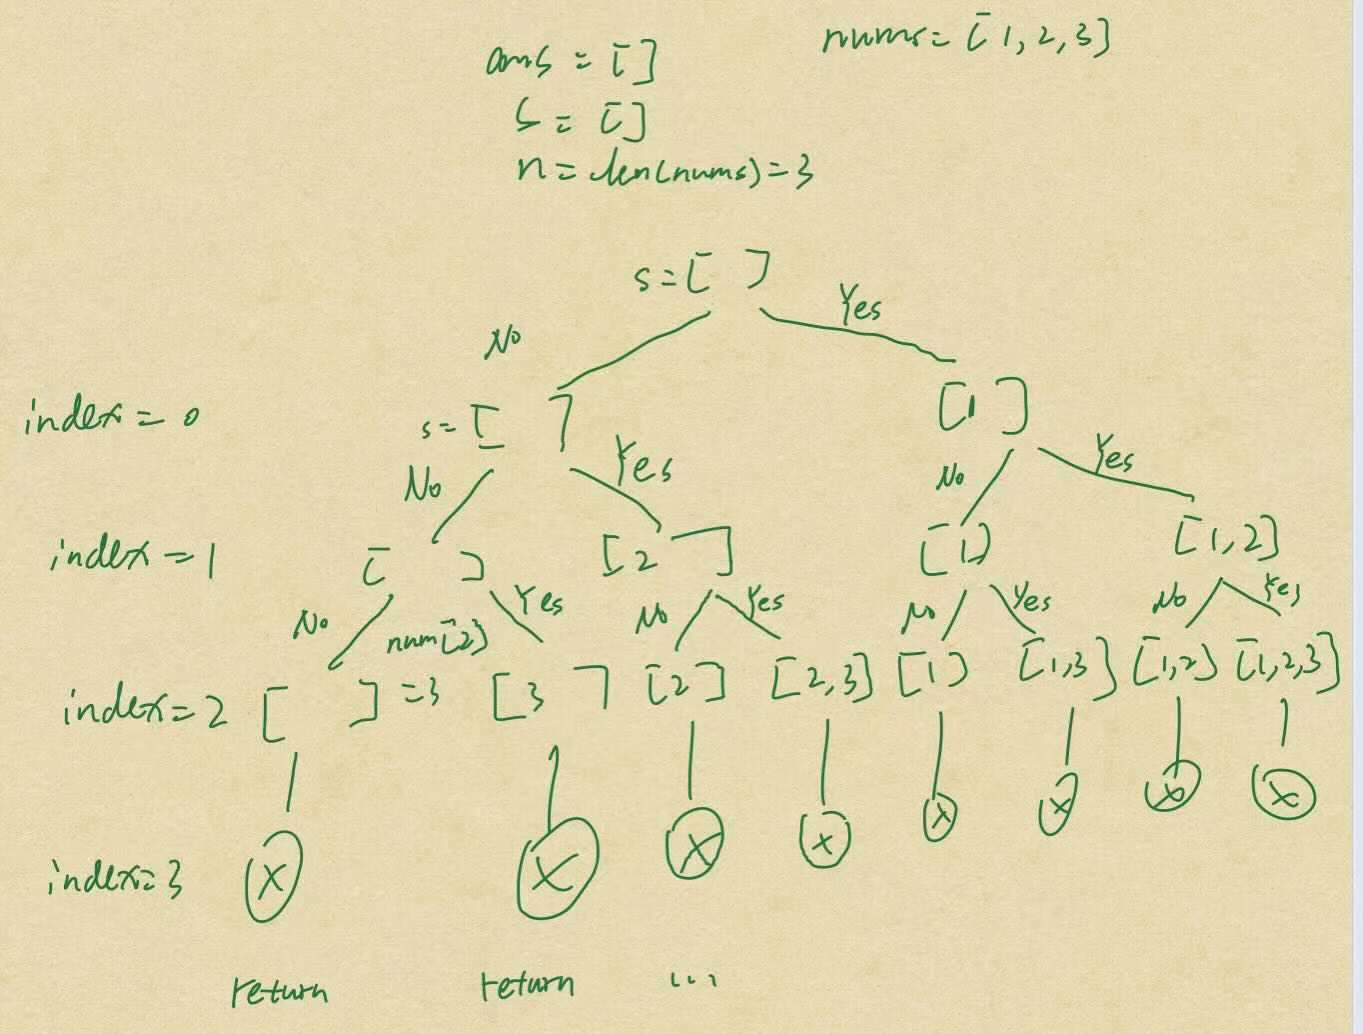 nums = [1, 2, 3]
ans = []
s = []
n = len(nums) = 3
s = [ ]
No Yes
index = 0 s = [ ] [1 ]
No Yes No Yes
index = 1 [ ] [2 ] [1] [1,2]
No Yes No Yes No Yes No Yes
num[2]
index = 2 [ ] = 3 [3 ] [2] [2,3] [1] [1,3] [1,2] [1,2,3]
index = 3 x x x x x x x x
return return ...